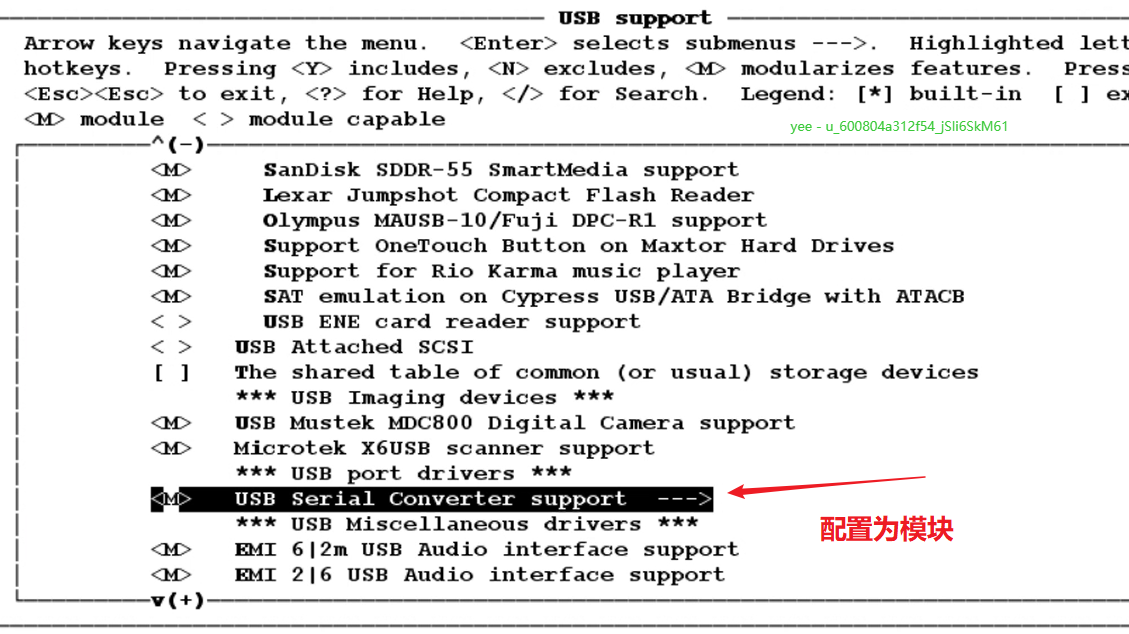 USB support
Arrow keys navigate the menu. <Enter> selects submenus --->. Highlighted lett
hotkeys. Pressing <Y> includes, <N> excludes, <M> modularizes features. Press
<Esc><Esc> to exit, <?> for Help, </> for Search. Legend: [*] built-in [ ] ex
<M> module < > module capable
yee - u_600804a312f54_jSli6SkM61
^(-)
<M> SanDisk SDDR-55 SmartMedia support
<M> Lexar Jumpshot Compact Flash Reader
<M> Olympus MAUSB-10/Fuji DPC-R1 support
<M> Support OneTouch Button on Maxtor Hard Drives
<M> Support for Rio Karma music player
<M> SAT emulation on Cypress USB/ATA Bridge with ATACB
< > USB ENE card reader support
< > USB Attached SCSI
[ ] The shared table of common (or usual) storage devices
*** USB Imaging devices ***
<M> USB Mustek MDC800 Digital Camera support
<M> Microtek X6USB scanner support
*** USB port drivers ***
<M> USB Serial Converter support --->
*** USB Miscellaneous drivers ***
配置为模块
<M> EMI 6|2m USB Audio interface support
<M> EMI 2|6 USB Audio interface support
v(+)